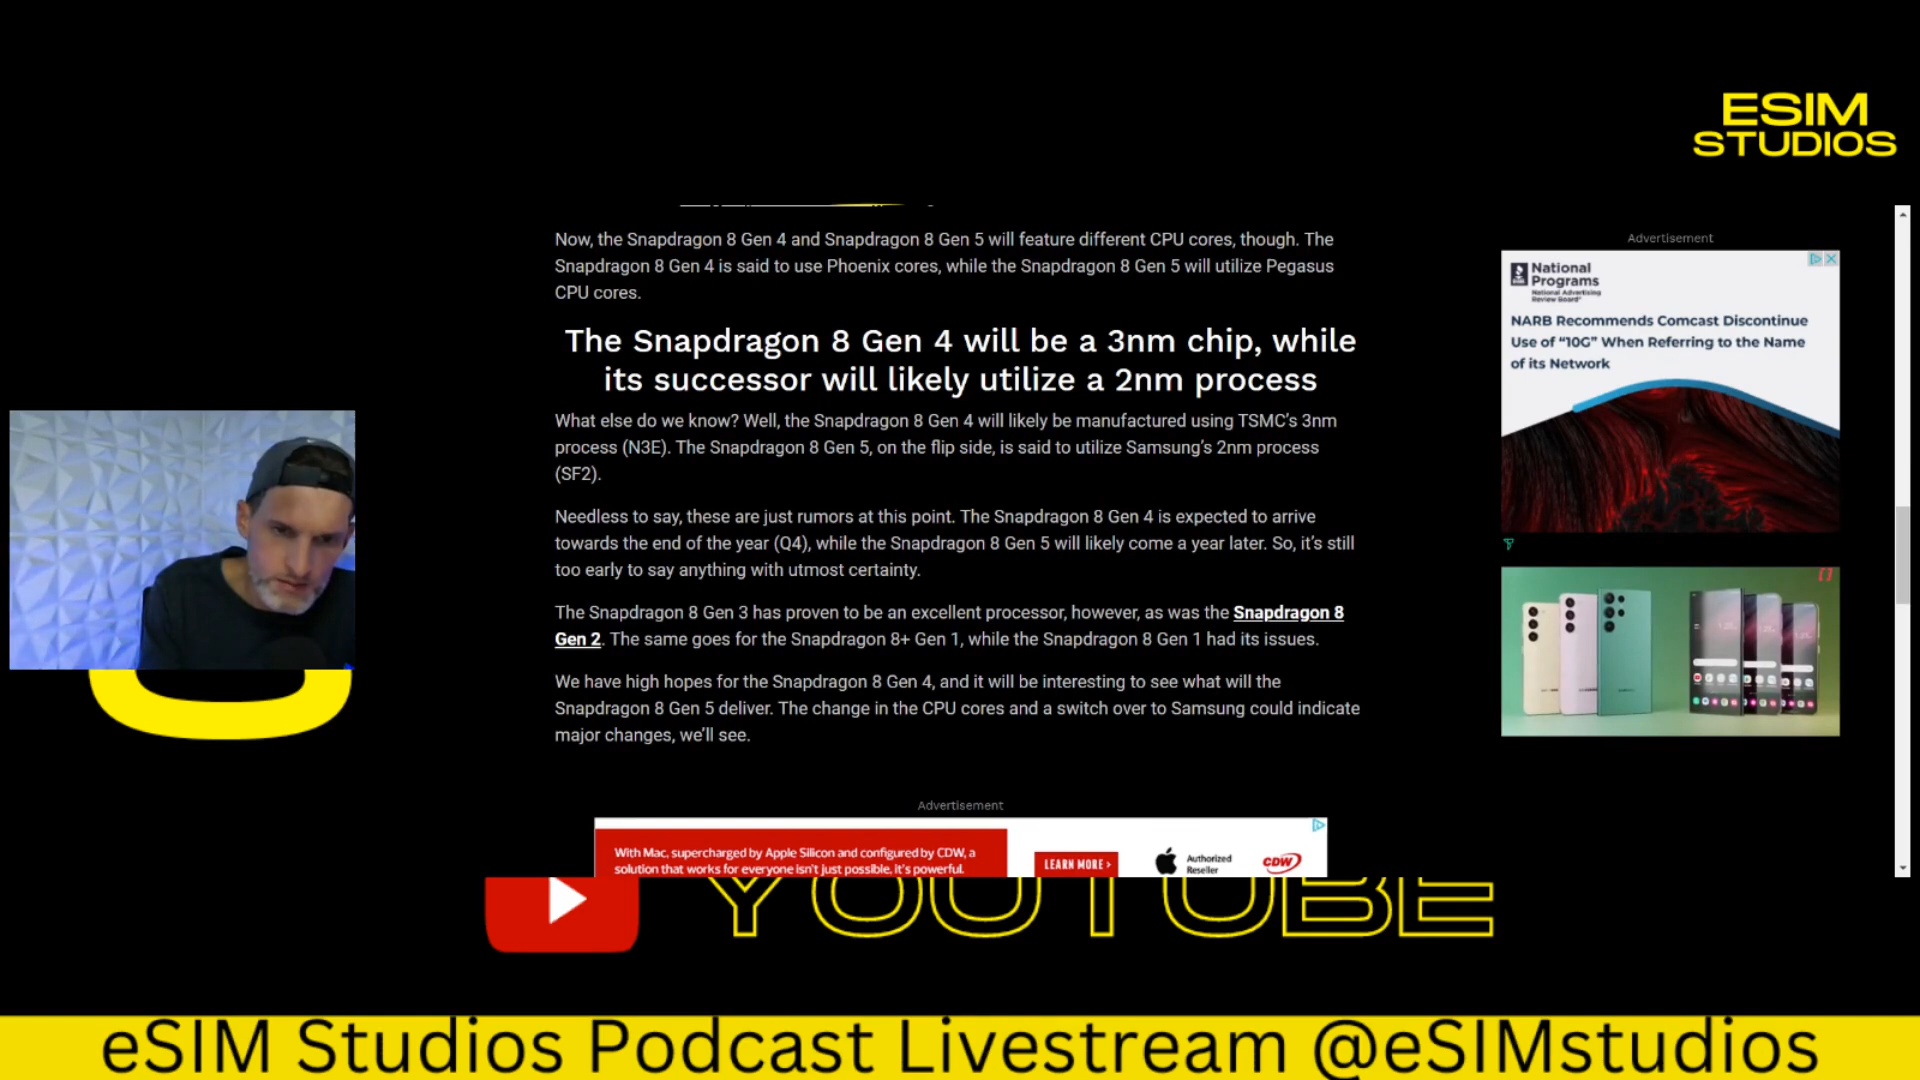 ESIM
STUDIOS
Now, the Snapdragon 8 Gen 4 and Snapdragon 8 Gen 5 will feature different CPU cores, though. The
Snapdragon 8 Gen 4 is said to use Phoenix cores, while the Snapdragon 8 Gen 5 will utilize Pegasus
CPU cores.
The Snapdragon 8 Gen 4 will be a 3nm chip, while
its successor will likely utilize a 2nm process
What else do we know? Well, the Snapdragon 8 Gen 4 will likely be manufactured using TSMC's 3nm
process (N3E). The Snapdragon 8 Gen 5, on the flip side, is said to utilize Samsung's 2nm process
(SF2).
Needless to say, these are just rumors at this point. The Snapdragon 8 Gen 4 is expected to arrive
towards the end of the year (Q4), while the Snapdragon 8 Gen 5 will likely come a year later. So, it's still
too early to say anything with utmost certainty.
The Snapdragon 8 Gen 3 has proven to be an excellent processor, however, as was the Snapdragon 8
Gen 2. The same goes for the Snapdragon 8+ Gen 1, while the Snapdragon 8 Gen 1 had its issues.
We have high hopes for the Snapdragon 8 Gen 4, and it will be interesting to see what will the
Snapdragon 8 Gen 5 deliver. The change in the CPU cores and a switch over to Samsung could indicate
major changes, we'll see.
Advertisement
National
Programs
National Advertising
Review Board
NARB Recommends Comcast Discontinue
Use of “10G” When Referring to the Name
of its Network
Advertisement
With Mac, supercharged by Apple Silicon and configured by CDW, a
solution that works for everyone isn't just possible, it's powerful.
LEARN MORE >
Authorized
Reseller
CDW
YOUTUBE
eSIM Studios Podcast Livestream @eSIMstudios